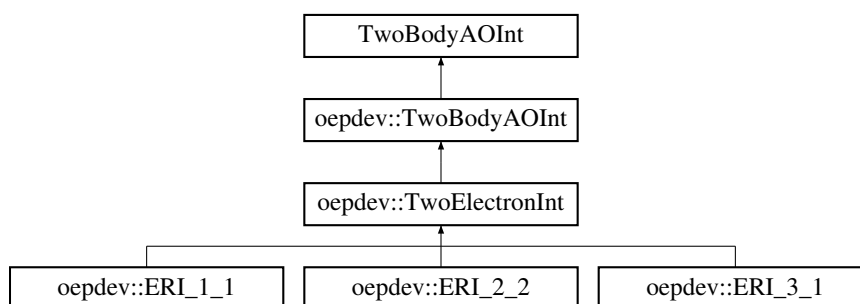 TwoBodyAOInt
oepdev::TwoBodyAOInt
oepdev::TwoElectronInt
oepdev::ERI_1_1
oepdev::ERI_2_2
oepdev::ERI_3_1